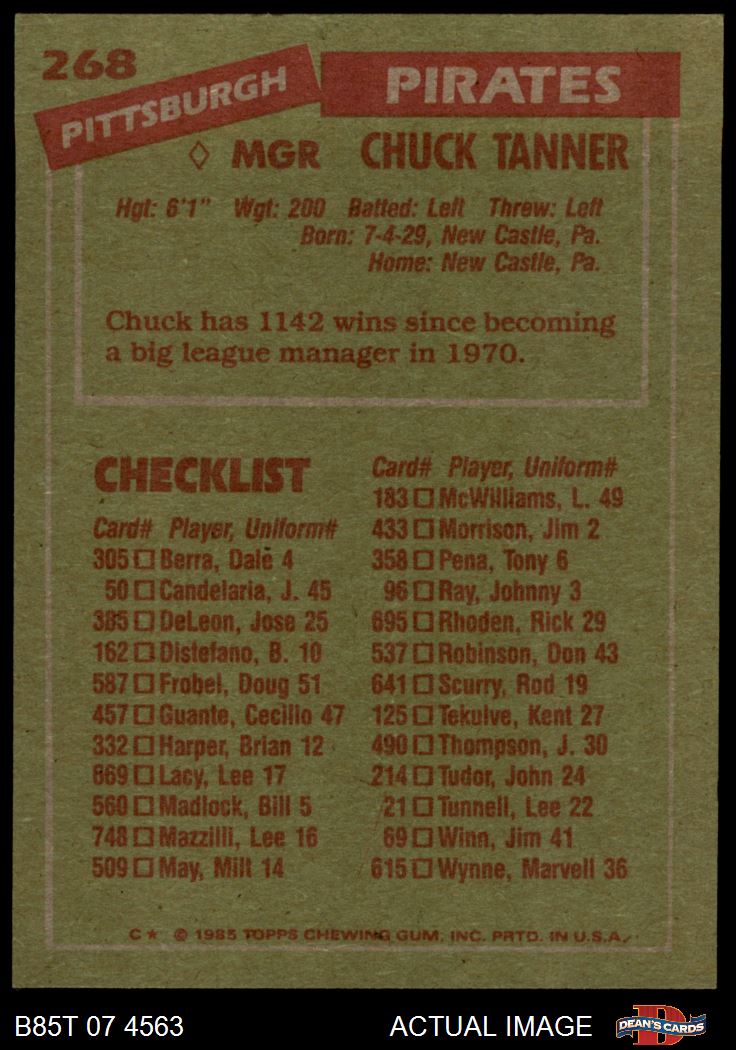 268
PITTSBURGH PIRATES
MGR CHUCK TANNER
Hgt: 6'1" Wgt: 200 Batted: Left Threw: Left
Born: 7-4-29, New Castle, Pa.
Home: New Castle, Pa.
Chuck has 1142 wins since becoming
a big league manager in 1970.
CHECKLIST
Card# Player, Uniform#
305 Berra, Dale 4
50 Candelaria, J. 45
385 DeLeon, Jose 25
162 Distefano, B. 10
587 Frobel, Doug 51
457 Guante, Cecilio 47
332 Harper, Brian 12
669 Lacy, Lee 17
560 Madlock, Bill 5
748 Mazzilli, Lee 16
509 May, Milt 14
Card# Player, Uniform#
183 McWilliams, L. 49
433 Morrison, Jim 2
358 Pena, Tony 6
96 Ray, Johnny 3
695 Rhoden, Rick 29
537 Robinson, Don 43
641 Scurry, Rod 19
125 Tekulve, Kent 27
490 Thompson, J. 30
214 Tudor, John 24
21 Tunnell, Lee 22
69 Winn, Jim 41
615 Wynne, Marvell 36
C★ © 1985 TOPPS CHEWING GUM, INC. PRTD. IN U.S.A.
B85T 07 4563
ACTUAL IMAGE
D
DEAN'S CARDS